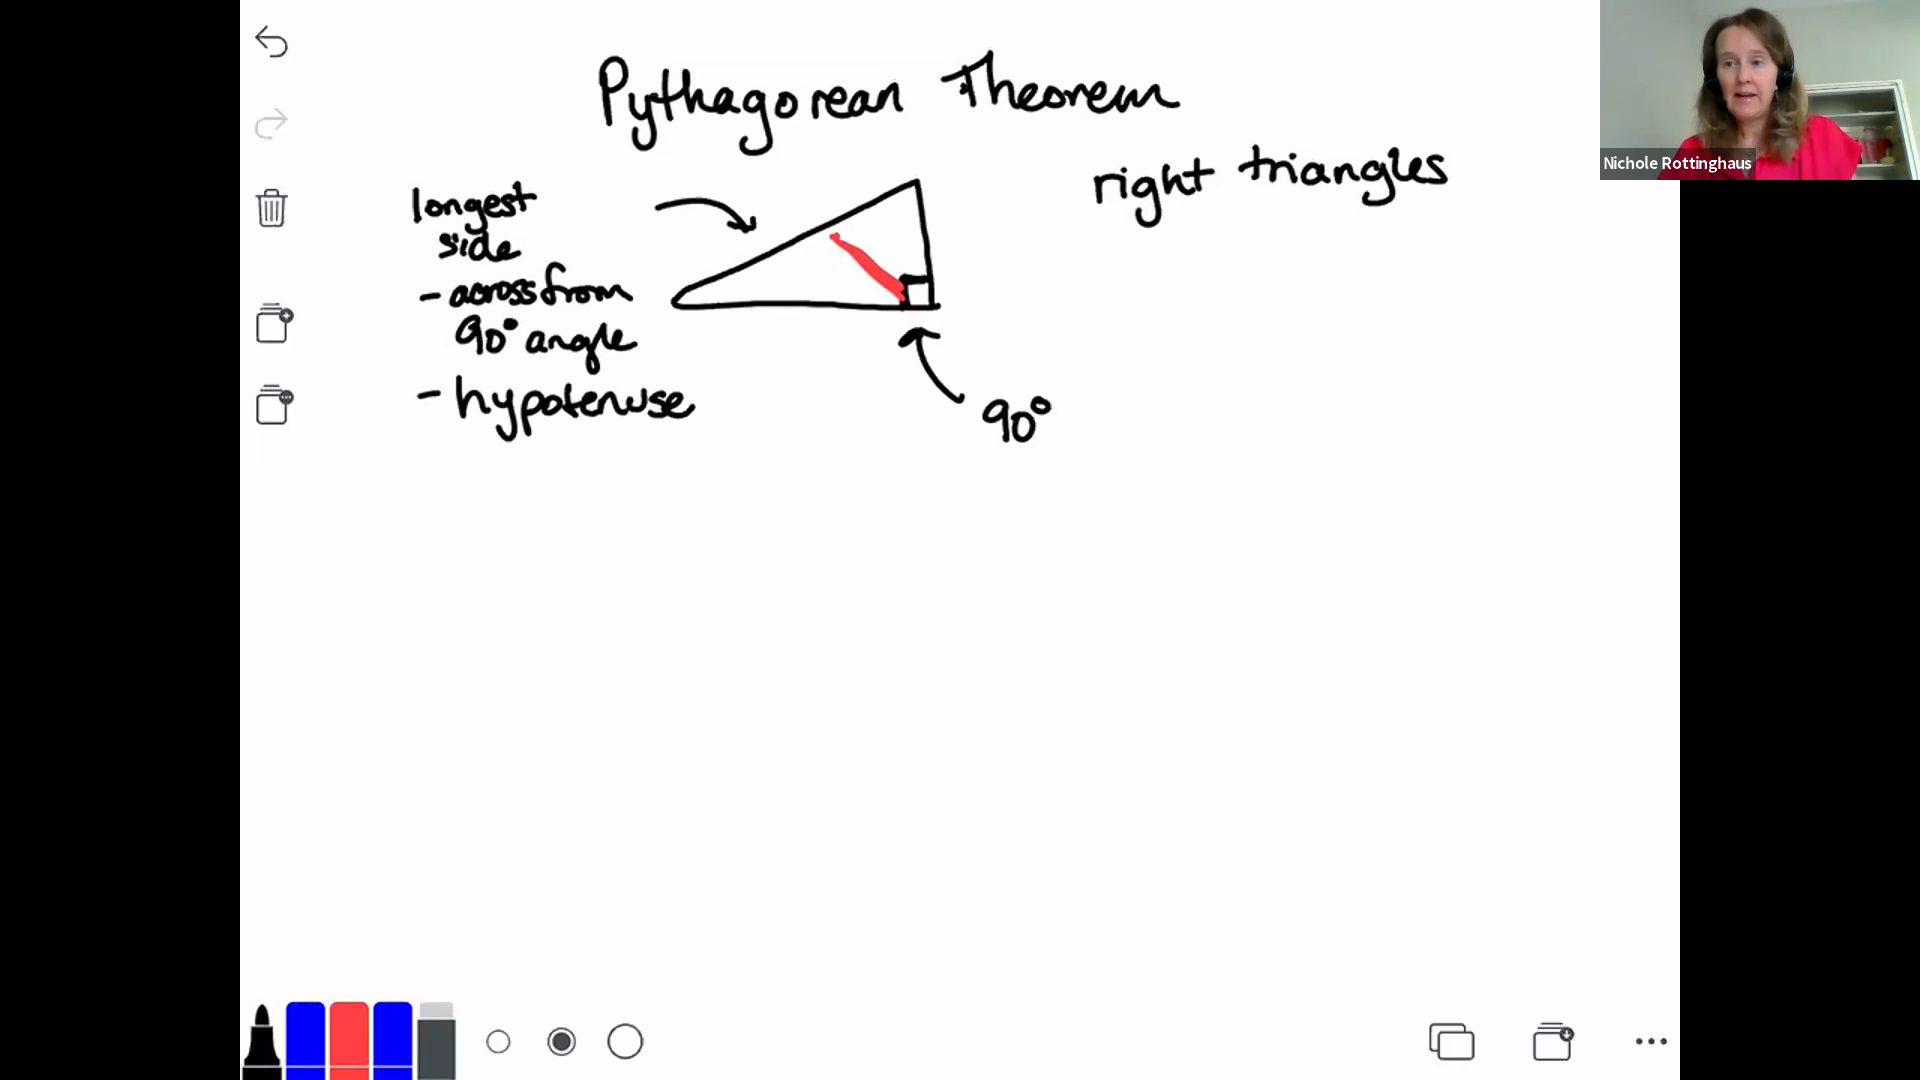 Pythagorean Theorem
right triangles
longest
side
- across from
90° angle
- hypotenuse
90°
Nichole Rottinghaus